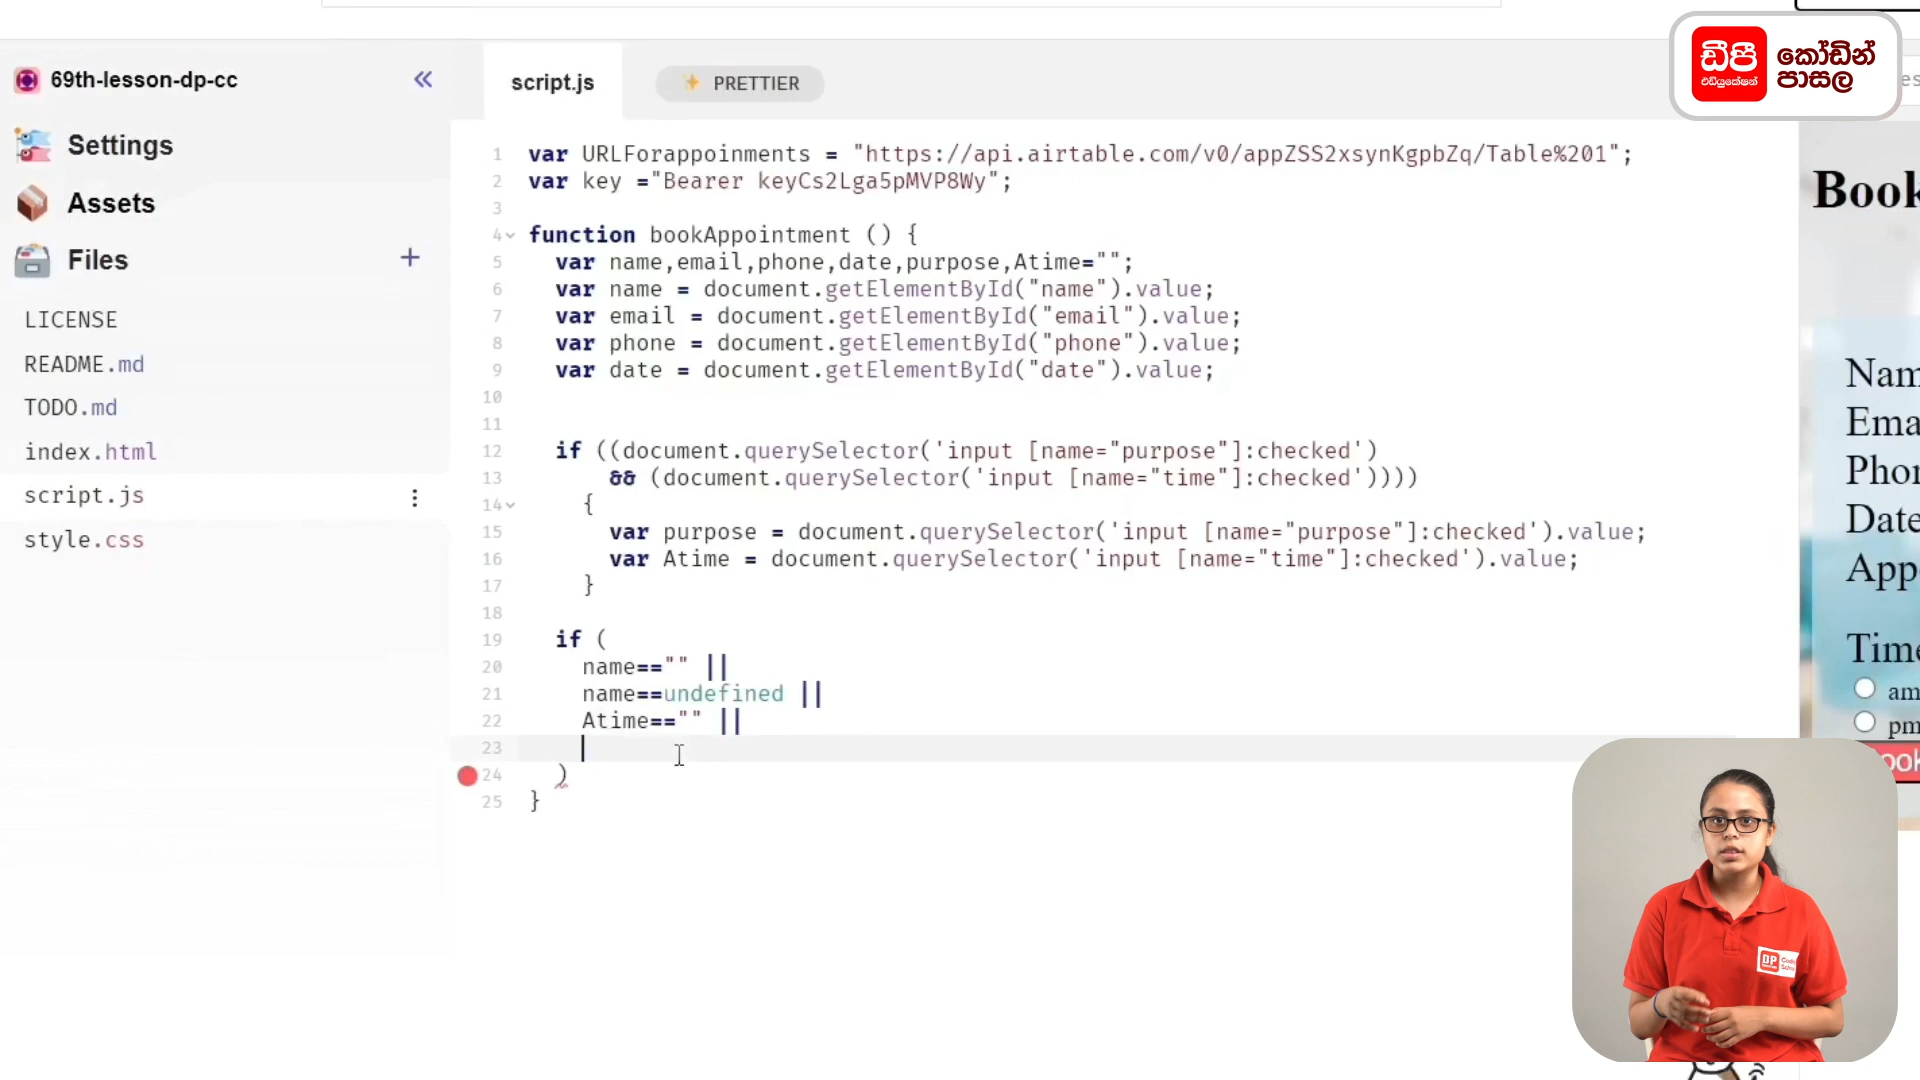 ඩීපී
එඩියුකේෂන්
කෝඩින්
පාසල
69th-lesson-dp-cc
Settings
Assets
Files
LICENSE
README.md
TODO.md
index.html
script.js
style.css
script.js
PRETTIER
1 var URLForappoinments = "https://api.airtable.com/v0/appZSS2xsynKgpbZq/Table%201";
2 var key ="Bearer keyCs2Lga5pMVP8Wy";
3
4 function bookAppointment () {
5 var name,email,phone,date,purpose,Atime="";
6 var name = document.getElementById("name").value;
7 var email = document.getElementById("email").value;
8 var phone = document.getElementById("phone").value;
9 var date = document.getElementById("date").value;
10
11
12 if ((document.querySelector('input [name="purpose"]:checked')
13 && (document.querySelector('input [name="time"]:checked'))))
14 {
15 var purpose = document.querySelector('input [name="purpose"]:checked').value;
16 var Atime = document.querySelector('input [name="time"]:checked').value;
17 }
18
19 if (
20 name=="" ||
21 name==undefined ||
22 Atime=="" ||
23
24 )
25 }
Book
Nam
Ema
Phon
Date
App
Time
am
pm
DP